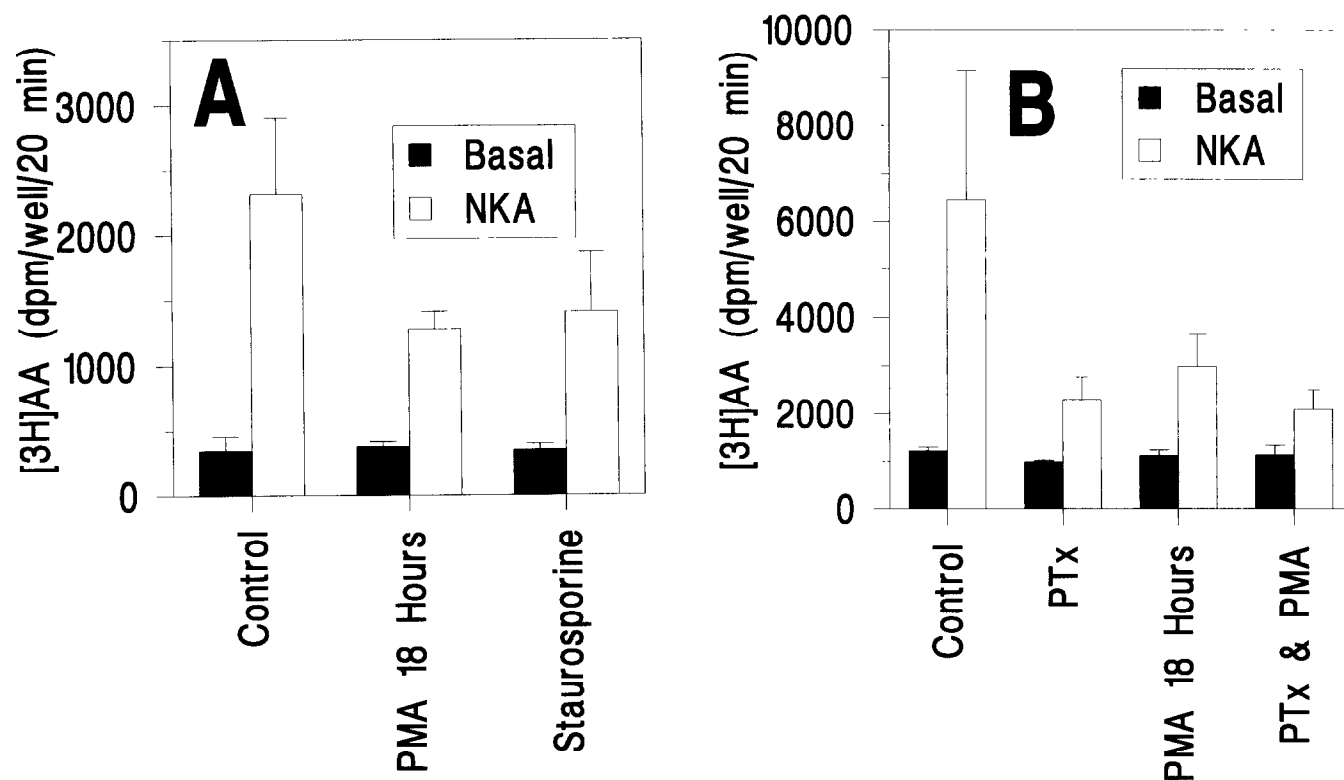 A
[3H]AA (dpm/well/20 min)
3000
2000
1000
0
Basal
NKA
Control
PMA 18 Hours
Staurosporine
B
[3H]AA (dpm/well/20 min)
10000
8000
6000
4000
2000
0
Basal
NKA
Control
PTx
PMA 18 Hours
PTx & PMA